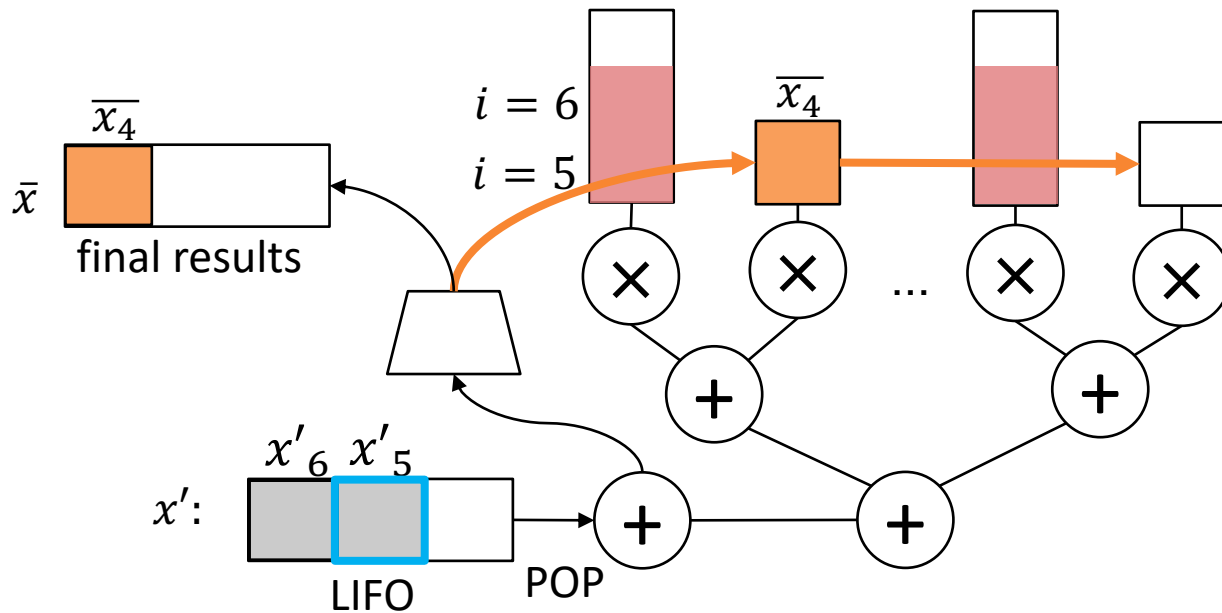 i = 6
i = 5
x̄₄
x̄₄
x̄
final results
×
×
...
×
×
+
+
x′₆ x′₅
x′:
+
+
LIFO
POP